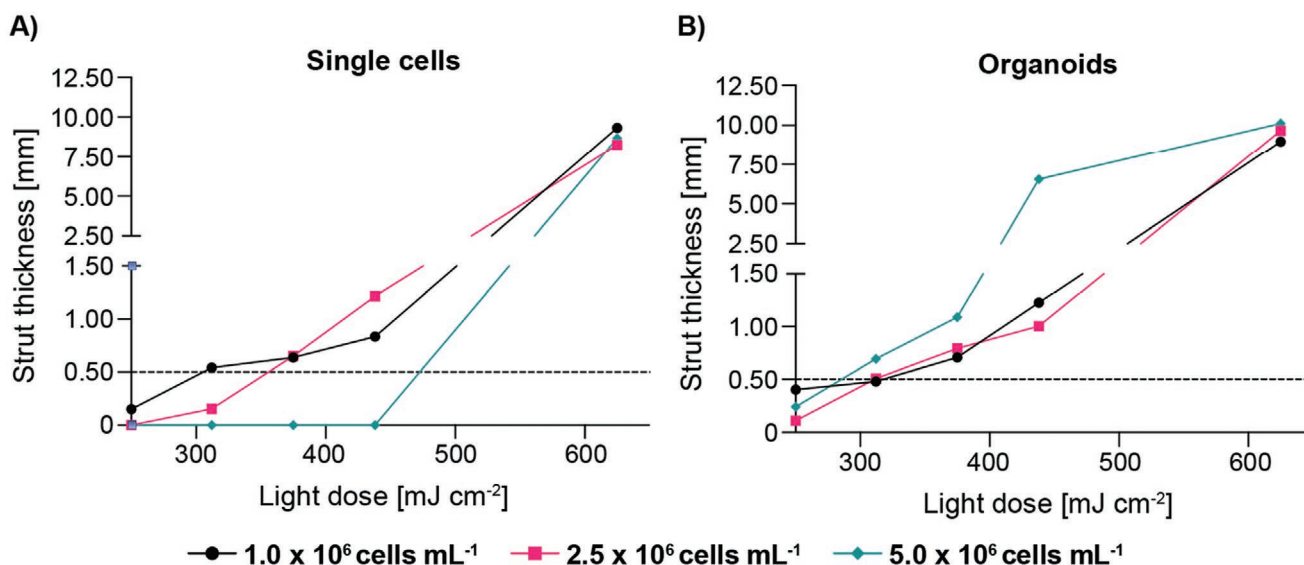 A)
Single cells
Strut thickness [mm]
12.50
10.00
7.50
5.00
2.50
1.50
1.00
0.50
0
300 400 500 600
Light dose [mJ cm⁻²]
B)
Organoids
Strut thickness [mm]
12.50
10.00
7.50
5.00
2.50
1.50
1.00
0.50
0
300 400 500 600
Light dose [mJ cm⁻²]
1.0 x 10⁶ cells mL⁻¹ 2.5 x 10⁶ cells mL⁻¹ 5.0 x 10⁶ cells mL⁻¹